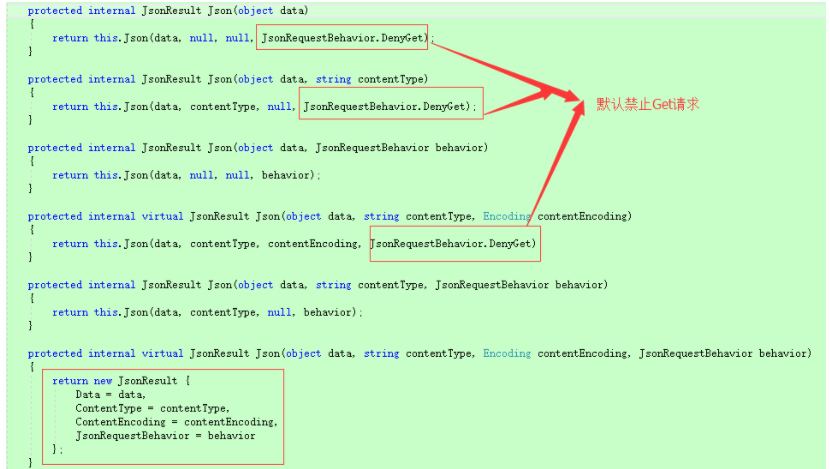 protected internal JsonResult Json(object data)
{
    return this.Json(data, null, null, JsonRequestBehavior.DenyGet);
}
protected internal JsonResult Json(object data, string contentType)
{
    return this.Json(data, contentType, null, JsonRequestBehavior.DenyGet);
}
默认禁止Get请求
protected internal JsonResult Json(object data, JsonRequestBehavior behavior)
{
    return this.Json(data, null, null, behavior);
}
protected internal virtual JsonResult Json(object data, string contentType, Encoding contentEncoding)
{
    return this.Json(data, contentType, contentEncoding, JsonRequestBehavior.DenyGet)
}
protected internal JsonResult Json(object data, string contentType, JsonRequestBehavior behavior)
{
    return this.Json(data, contentType, null, behavior);
}
protected internal virtual JsonResult Json(object data, string contentType, Encoding contentEncoding, JsonRequestBehavior behavior)
{
    return new JsonResult {
        Data = data,
        ContentType = contentType,
        ContentEncoding = contentEncoding,
        JsonRequestBehavior = behavior
    };
}